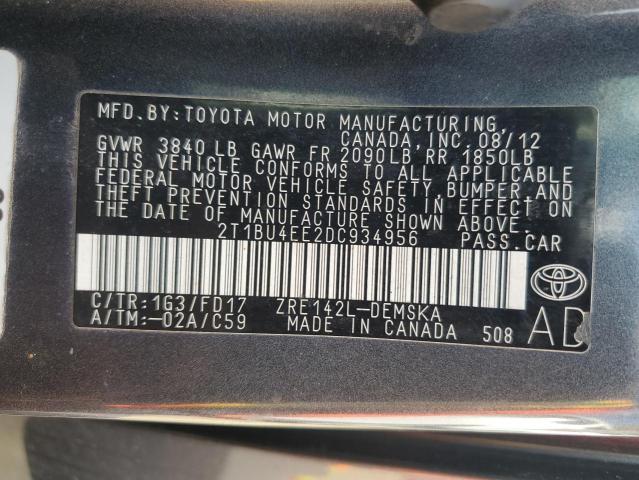 MFD.BY:TOYOTA MOTOR MANUFACTURING,
CANADA,INC.08/12
GVWR 3840LB GAWR FR 2090LB RR 1850LB
THIS VEHICLE CONFORMS TO ALL APPLICABLE
FEDERAL MOTOR VEHICLE SAFETY, BUMPER AND
THEFT PREVENTION STANDARDS IN EFFECT ON
THE DATE OF MANUFACTURE SHOWN ABOVE.
2T1BU4EE2DC934956 PASS.CAR
C/TR:1G3/FD17 ZRE142L-DEMSKA
A/TM:-02A/C59 MADE IN CANADA 508
AD